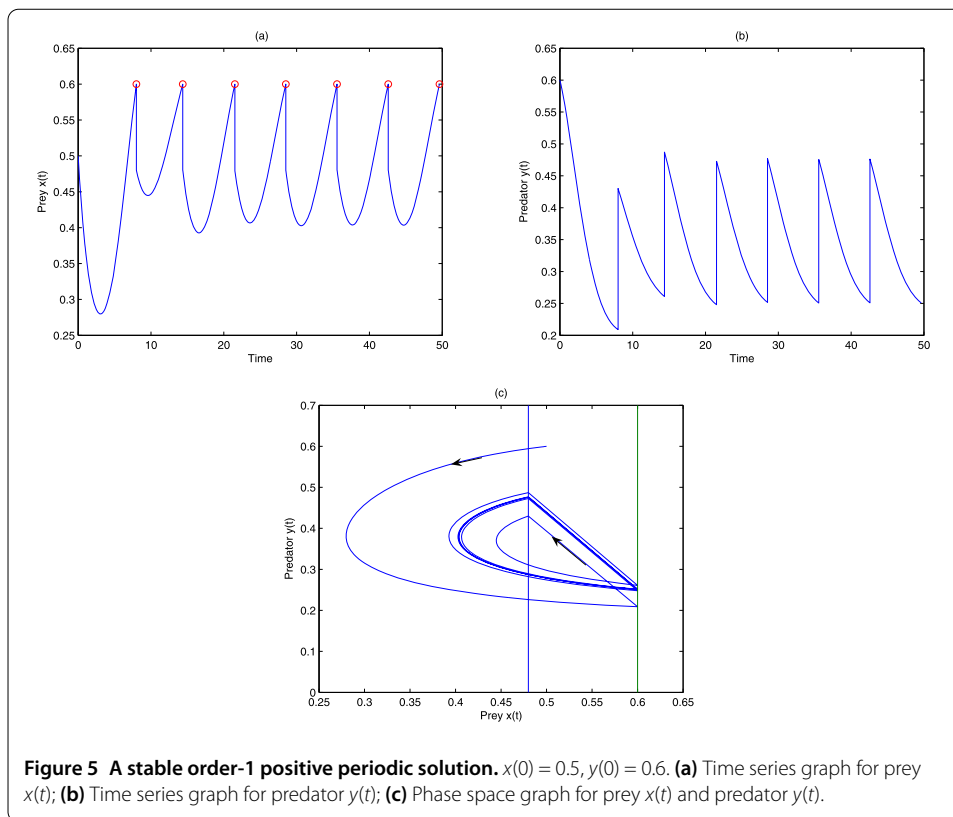 (a)
0.65
0.6
0.55
0.5
0.45
0.4
0.35
0.3
0.25
Prey x(t)
0 10 20 30 40 50
Time
(b)
0.65
0.6
0.55
0.5
0.45
0.4
0.35
0.3
0.25
0.2
Predator y(t)
0 10 20 30 40 50
Time
(c)
0.7
0.6
0.5
0.4
0.3
0.2
0.1
0
Predator y(t)
0.25 0.3 0.35 0.4 0.45 0.5 0.55 0.6 0.65
Prey x(t)
Figure 5 A stable order-1 positive periodic solution. x(0) = 0.5, y(0) = 0.6. (a) Time series graph for prey
x(t); (b) Time series graph for predator y(t); (c) Phase space graph for prey x(t) and predator y(t).